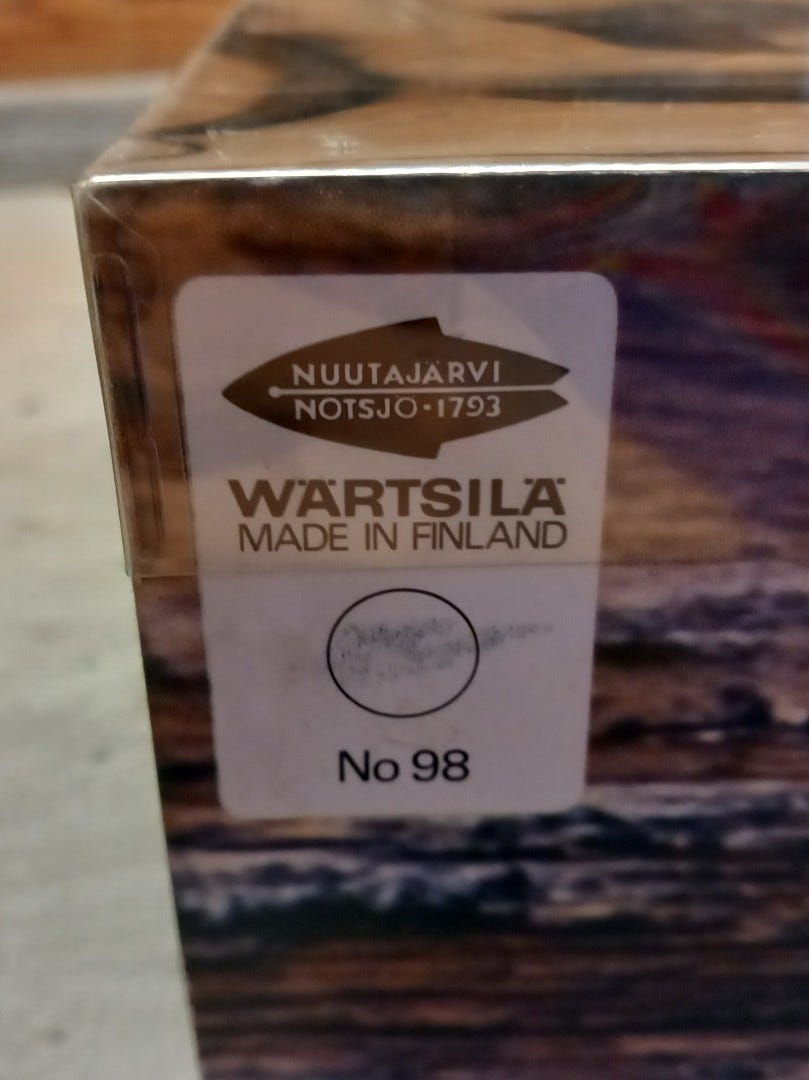 NUUTAJÄRVI
NOTSJÖ·1793
WÄRTSILÄ
MADE IN FINLAND
No 98